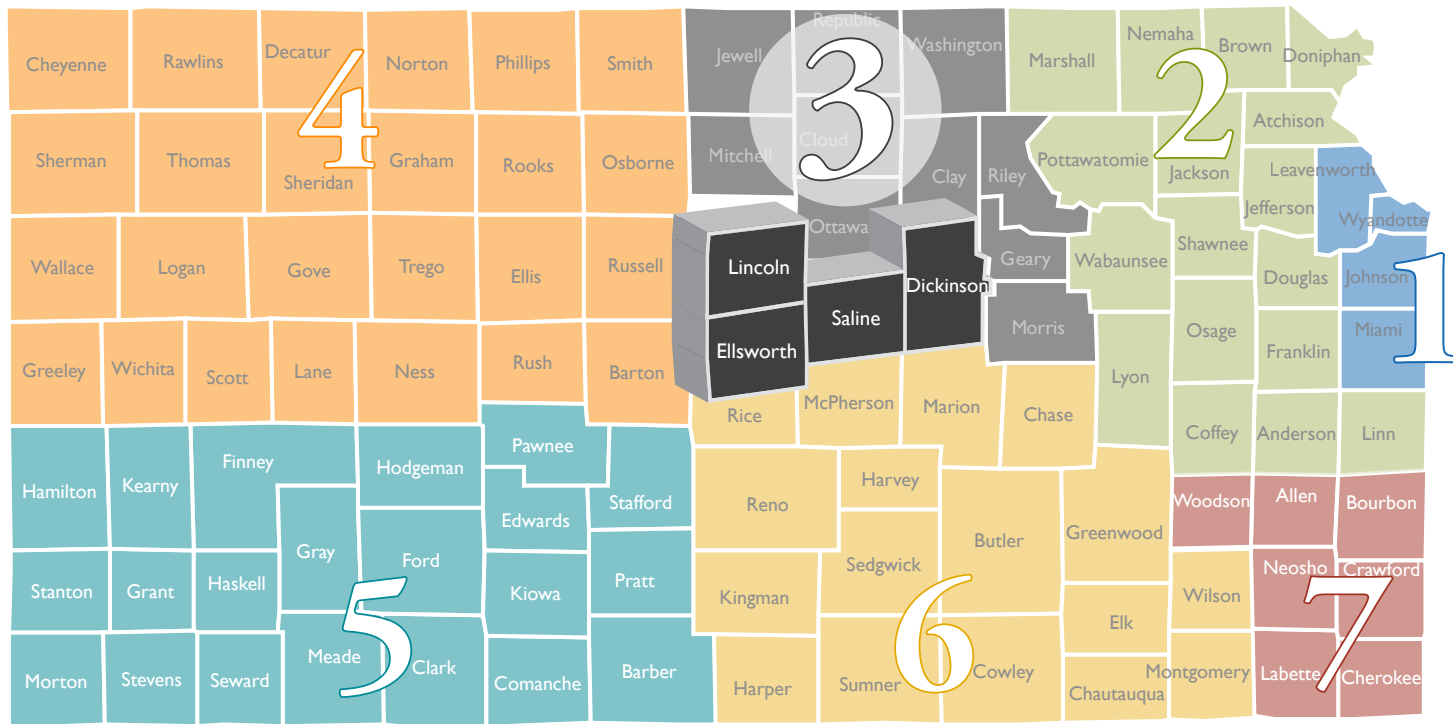 Cheyenne
Rawlins
Decatur
Norton
Phillips
Smith
Jewell
Republic
Washington
Marshall
Nemaha
Brown
Doniphan
4
3
2
Sherman
Thomas
Sheridan
Graham
Rooks
Osborne
Mitchell
Cloud
Clay
Riley
Pottawatomie
Jackson
Atchison
Leavenworth
Jefferson
Wyandotte
Wallace
Logan
Gove
Trego
Ellis
Russell
Lincoln
Ottawa
Dickinson
Geary
Wabaunsee
Shawnee
Douglas
Johnson
1
Greeley
Wichita
Scott
Lane
Ness
Rush
Barton
Ellsworth
Saline
Morris
Lyon
Osage
Franklin
Miami
Rice
McPherson
Marion
Chase
Coffey
Anderson
Linn
Hamilton
Kearny
Finney
Hodgeman
Pawnee
Stafford
Edwards
Gray
Ford
Reno
Harvey
Sedgwick
Butler
Greenwood
Woodson
Allen
Bourbon
Stanton
Grant
Haskell
Kiowa
Pratt
Kingman
Elk
Wilson
Neosho
Crawford
5
6
7
Morton
Stevens
Seward
Meade
Clark
Comanche
Barber
Harper
Sumner
Cowley
Chautauqua
Montgomery
Labette
Cherokee